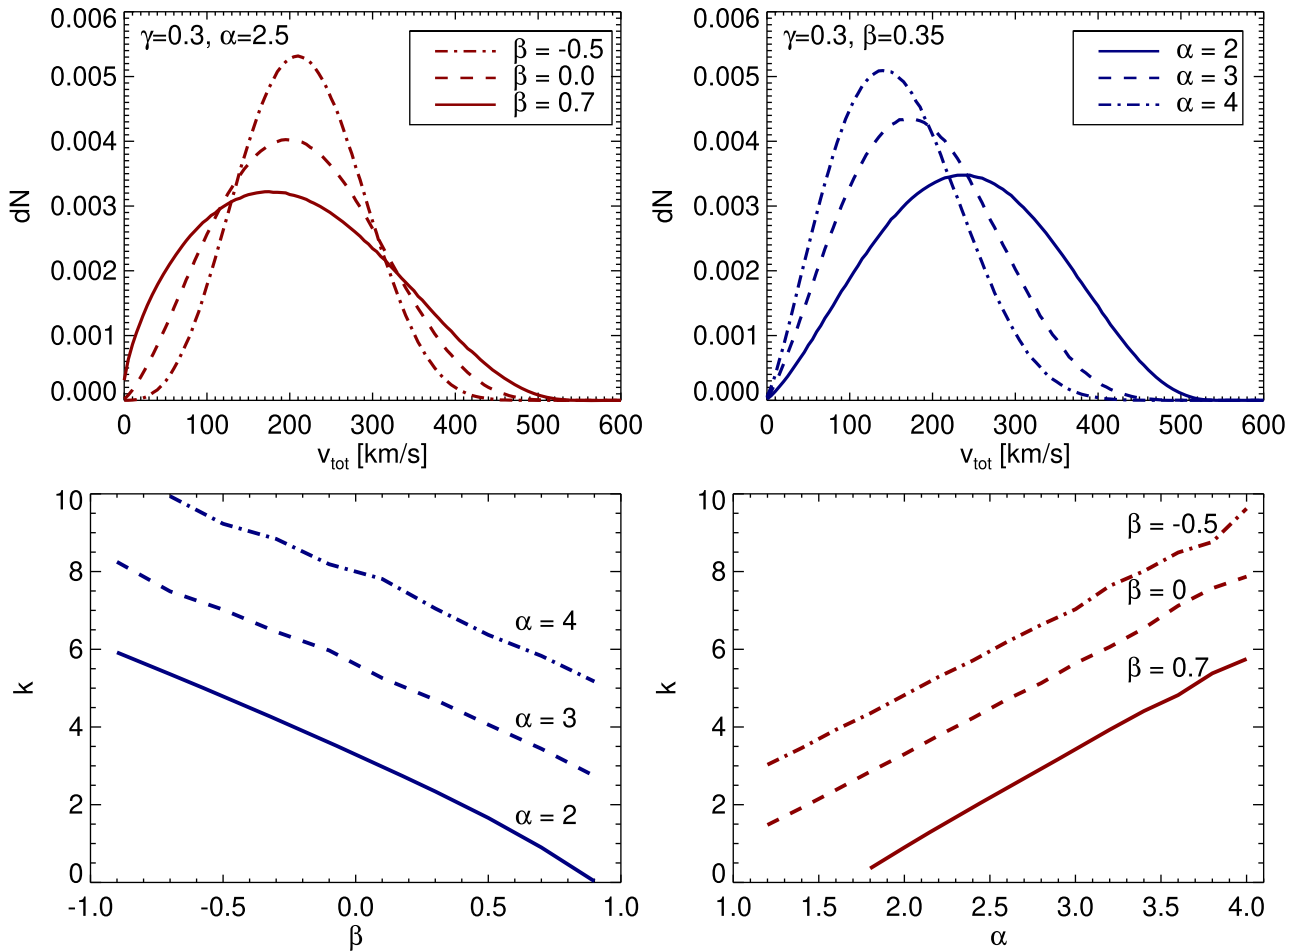 γ=0.3, α=2.5
β = -0.5
β = 0.0
β = 0.7
0.006
0.005
0.004
0.003
0.002
0.001
0.000
dN
0 100 200 300 400 500 600
v_tot [km/s]
γ=0.3, β=0.35
α = 2
α = 3
α = 4
0.006
0.005
0.004
0.003
0.002
0.001
0.000
dN
0 100 200 300 400 500 600
v_tot [km/s]
10
8
6
4
2
0
k
α = 4
α = 3
α = 2
-1.0 -0.5 0.0 0.5 1.0
β
10
8
6
4
2
0
k
β = -0.5
β = 0
β = 0.7
1.0 1.5 2.0 2.5 3.0 3.5 4.0
α